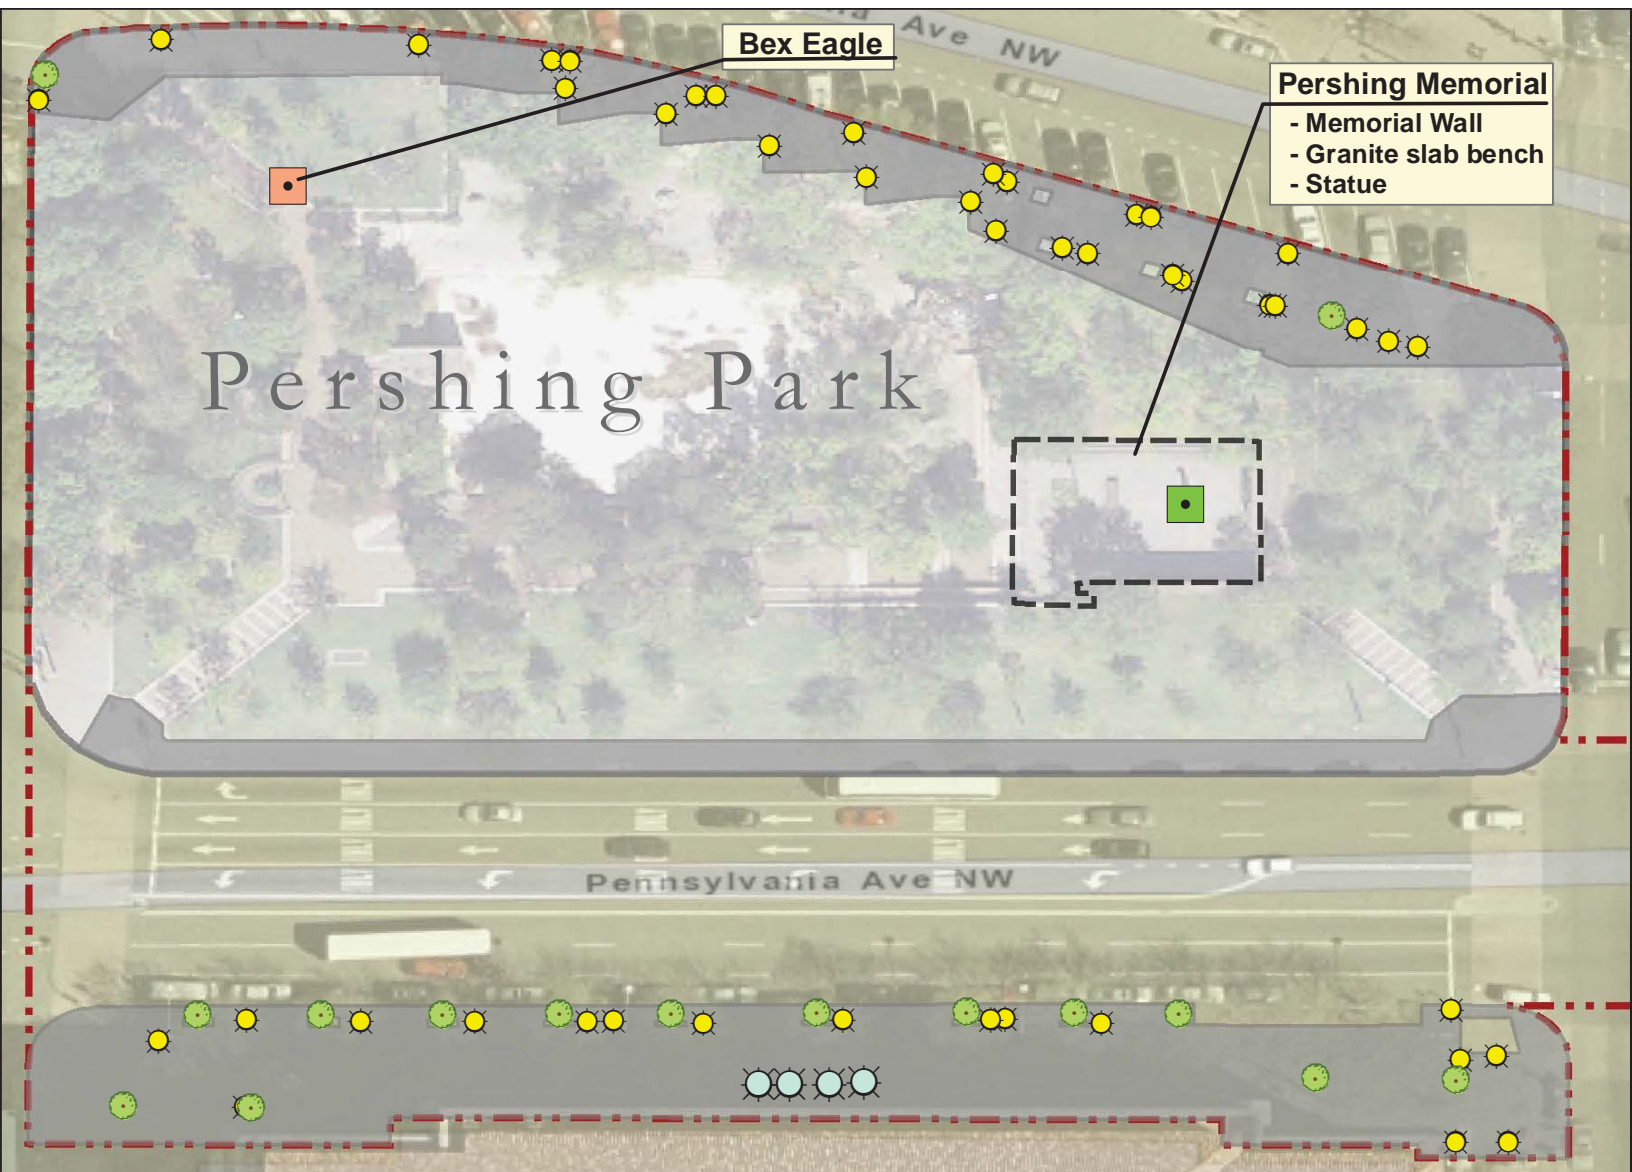 Ave NW
Bex Eagle
Pershing Memorial
- Memorial Wall
- Granite slab bench
- Statue
Pershing Park
Pennsylvania Ave NW